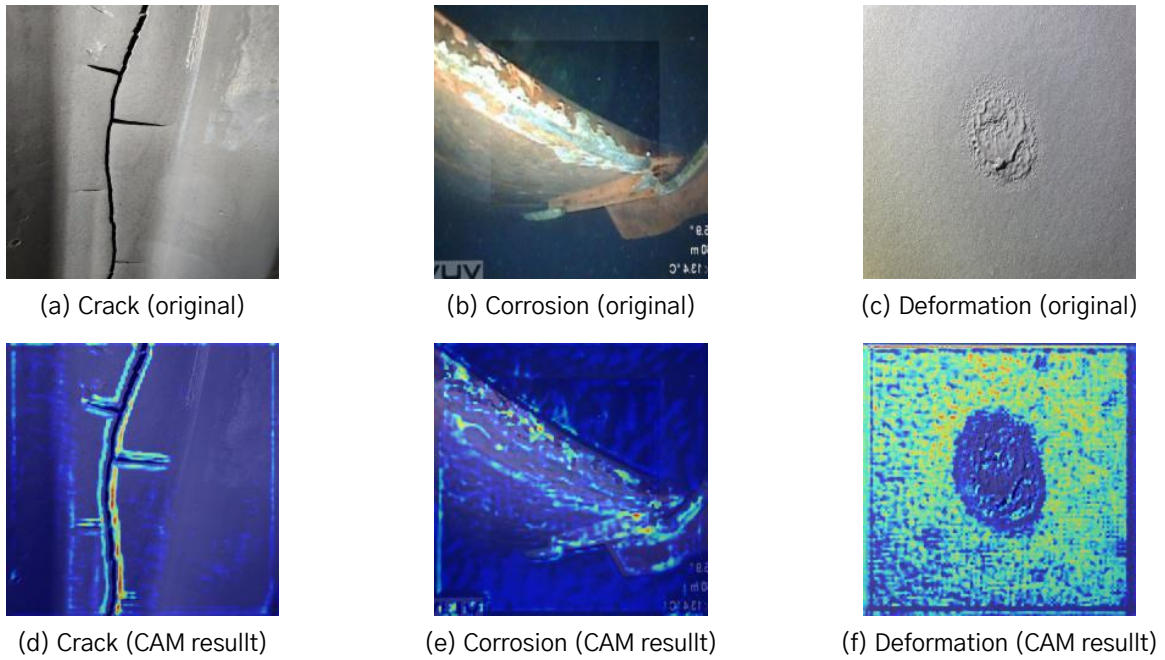 (a) Crack (original)
(b) Corrosion (original)
(c) Deformation (original)
(d) Crack (CAM resullt)
(e) Corrosion (CAM resullt)
(f) Deformation (CAM resullt)